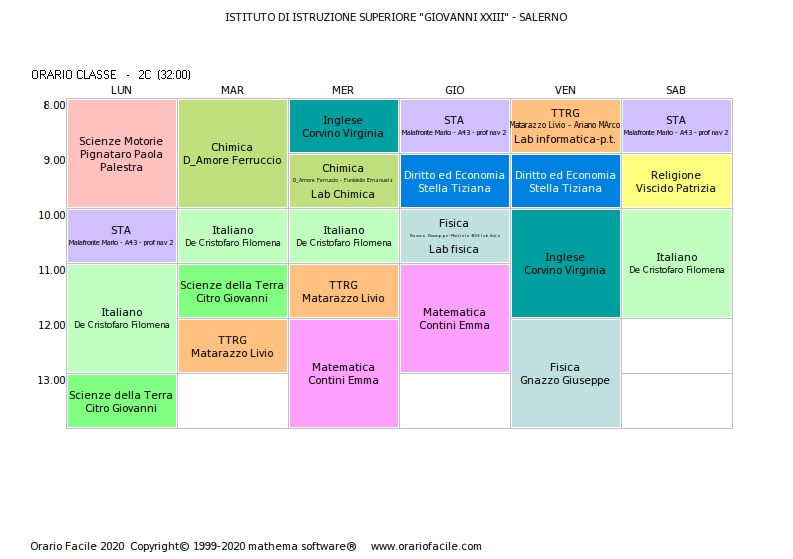 ISTITUTO DI ISTRUZIONE SUPERIORE "GIOVANNI XXIII" - SALERNO
ORARIO CLASSE - 2C (32:00)
LUN MAR MER GIO VEN SAB
8.00
Scienze Motorie
Pignataro Paola
Palestra
Chimica
D_Amore Ferruccio
Inglese
Corvino Virginia
STA
Malafronte Mario - A43 - prof nav 2
TTRG
Matarazzo Livio - Ariano MArco
Lab informatica-p.t.
STA
Malafronte Mario - A43 - prof nav 2
9.00
Chimica
D_Amore Ferruccio - Funiciello Emanuela
Lab Chimica
Diritto ed Economia
Stella Tiziana
Diritto ed Economia
Stella Tiziana
Religione
Viscido Patrizia
10.00
STA
Malafronte Mario - A43 - prof nav 2
Italiano
De Cristofaro Filomena
Italiano
De Cristofaro Filomena
Fisica
Lab fisica
Inglese
Corvino Virginia
Italiano
De Cristofaro Filomena
11.00
Italiano
De Cristofaro Filomena
Scienze della Terra
Citro Giovanni
TTRG
Matarazzo Livio
Matematica
Contini Emma
12.00
TTRG
Matarazzo Livio
Matematica
Contini Emma
Fisica
Gnazzo Giuseppe
13.00
Scienze della Terra
Citro Giovanni
Orario Facile 2020 Copyright© 1999-2020 mathema software® www.orariofacile.com